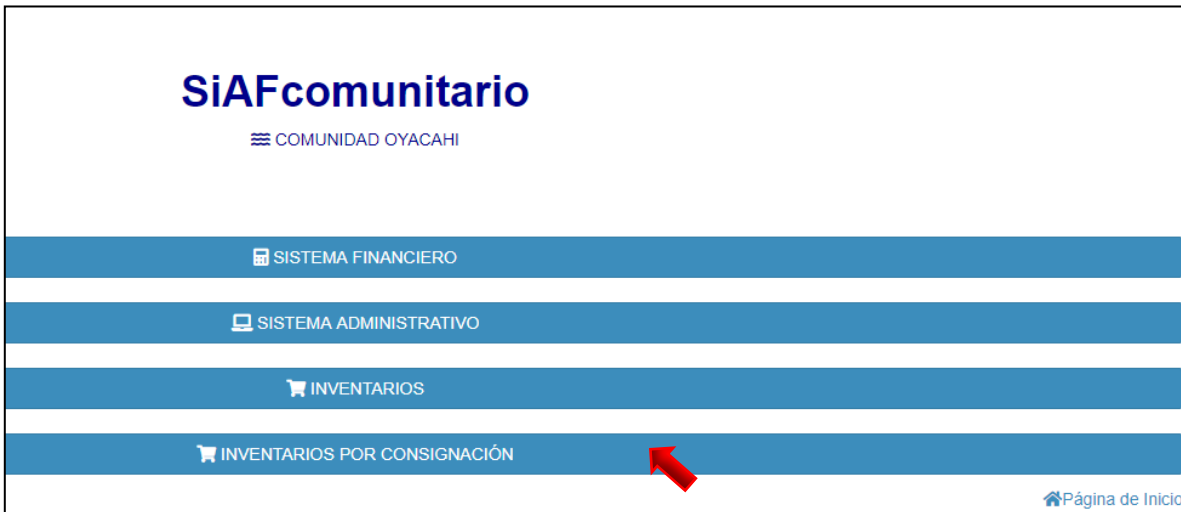 SiAFcomunitario
COMUNIDAD OYACAHI
SISTEMA FINANCIERO
SISTEMA ADMINISTRATIVO
INVENTARIOS
INVENTARIOS POR CONSIGNACIÓN
Página de Inicio